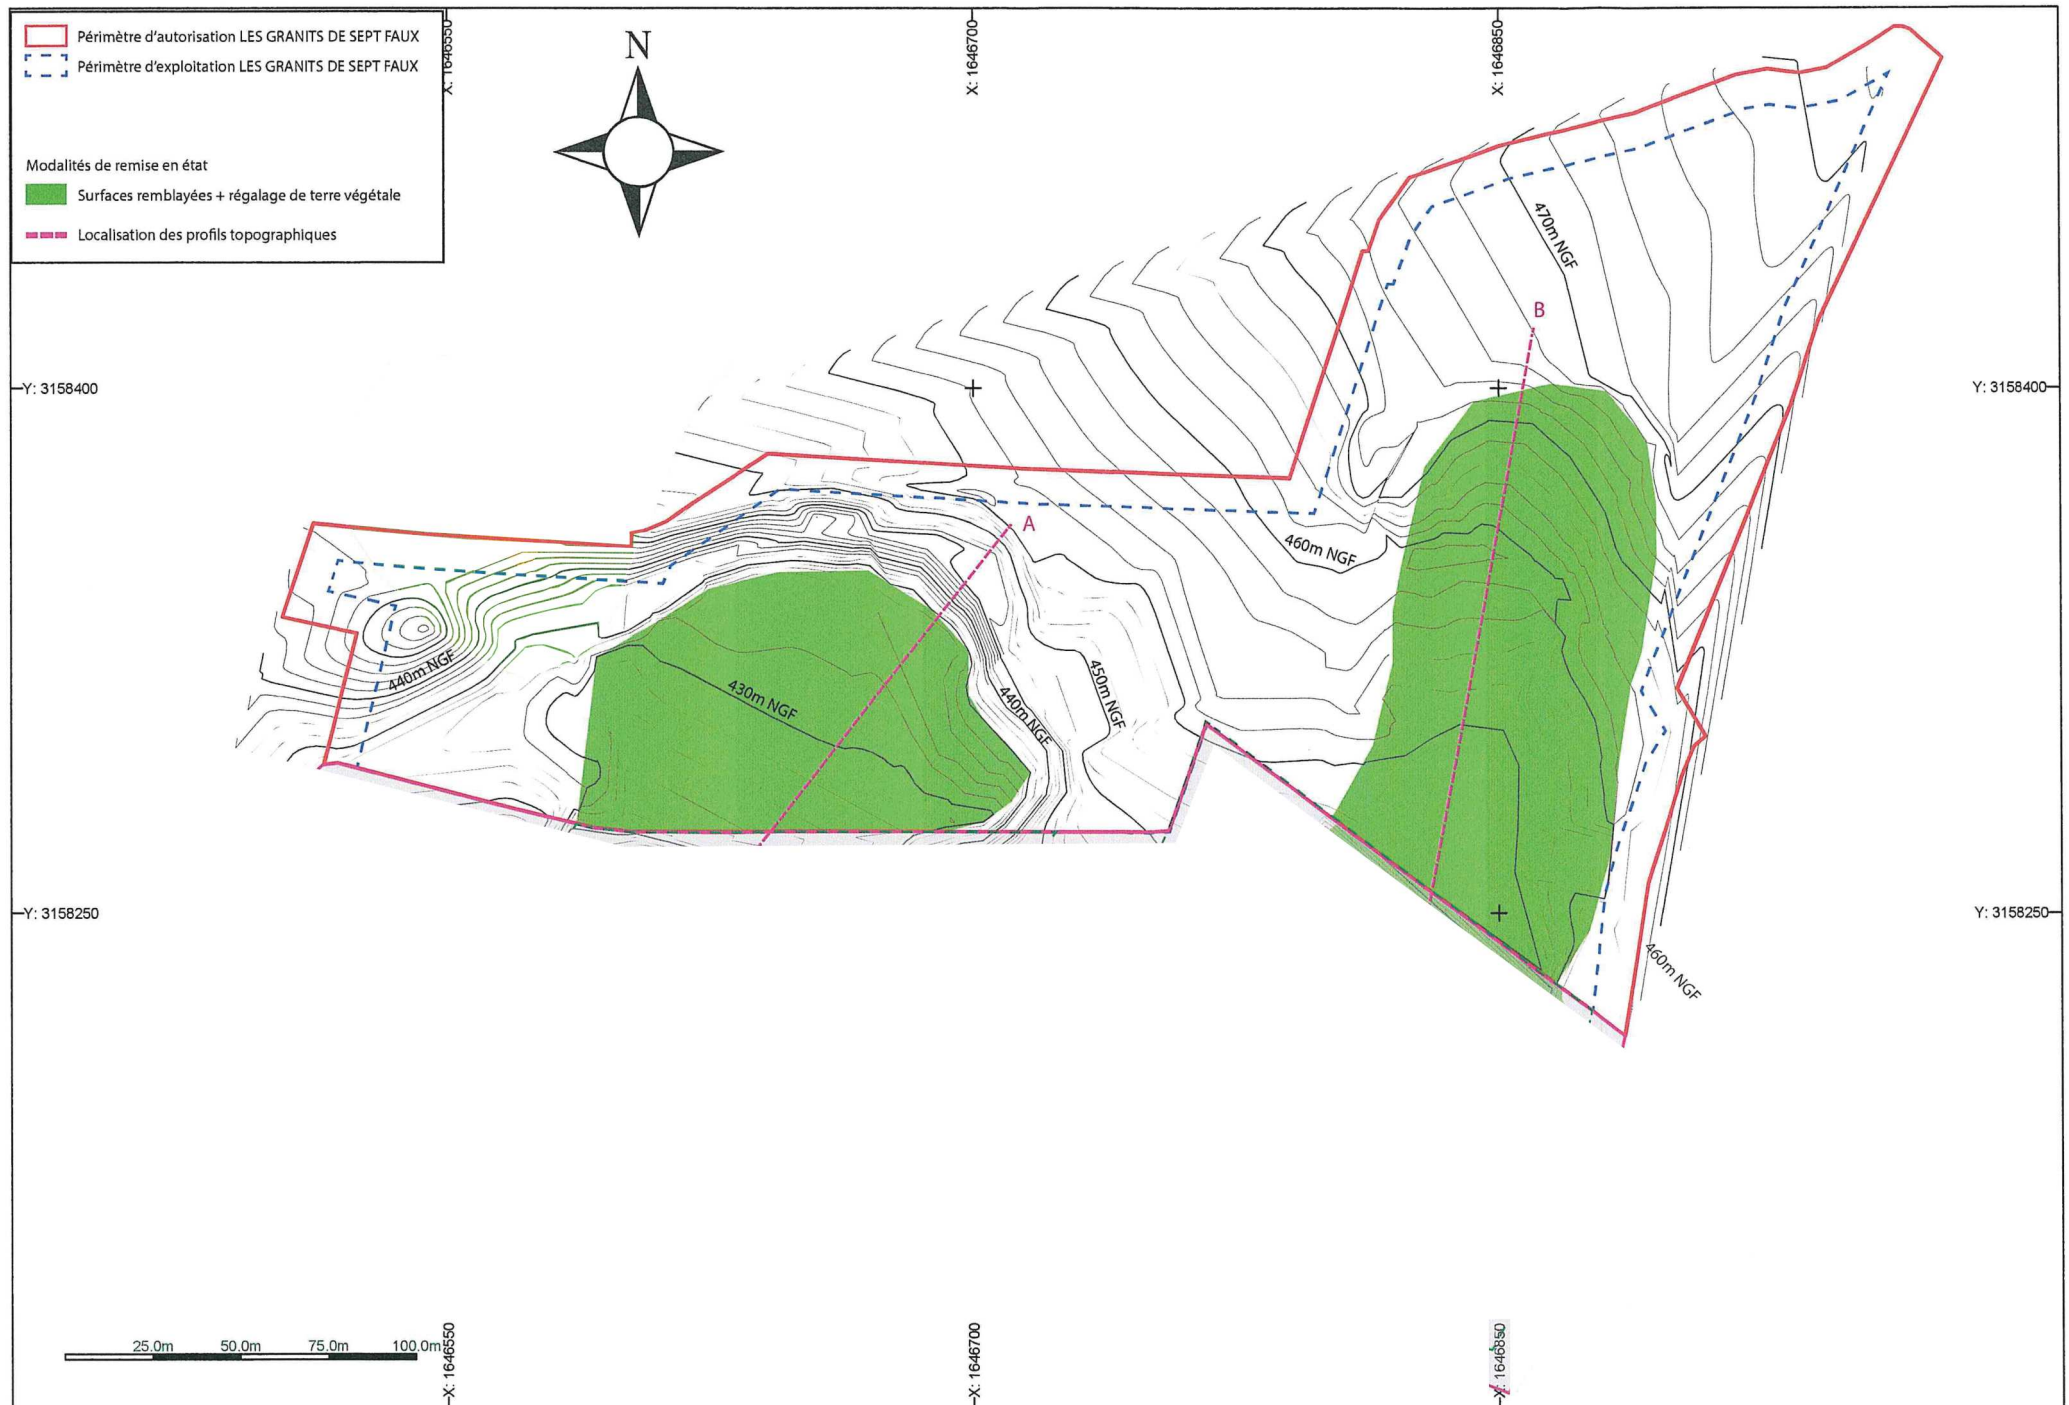 Périmètre d'autorisation LES GRANITS DE SEPT FAUX
Périmètre d'exploitation LES GRANITS DE SEPT FAUX
Modalités de remise en état
Surfaces remblayées + régalage de terre végétale
Localisation des profils topographiques
X: 1646550
X: 1646700
X: 1646850
N
470m NGF
B
Y: 3158400
Y: 3158400
A
460m NGF
440m NGF
430m NGF
440m NGF
450m NGF
Y: 3158250
Y: 3158250
460m NGF
25.0m
50.0m
75.0m
100.0m
X: 1646550
X: 1646700
X: 1646850